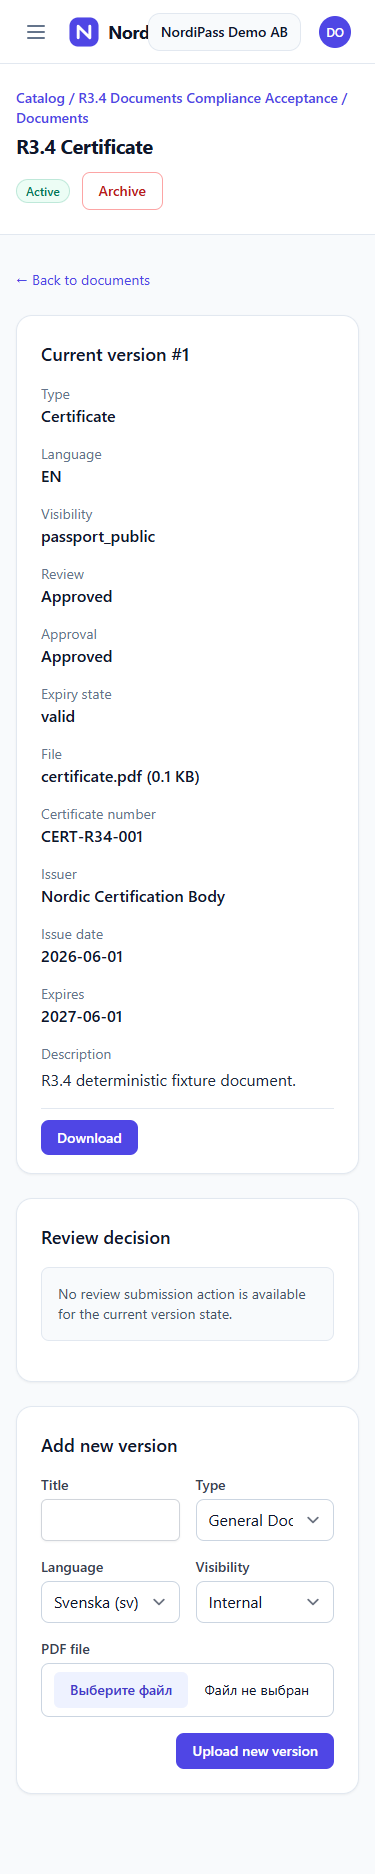 N Nord
NordiPass Demo AB
DO
Catalog / R3.4 Documents Compliance Acceptance /
Documents
R3.4 Certificate
Active
Archive
← Back to documents
Current version #1
Type
Certificate
Language
EN
Visibility
passport_public
Review
Approved
Approval
Approved
Expiry state
valid
File
certificate.pdf (0.1 KB)
Certificate number
CERT-R34-001
Issuer
Nordic Certification Body
Issue date
2026-06-01
Expires
2027-06-01
Description
R3.4 deterministic fixture document.
Download
Review decision
No review submission action is available
for the current version state.
Add new version
Title
Type
General Doc
Language
Visibility
Svenska (sv)
Internal
PDF file
Выберите файл
Файл не выбран
Upload new version